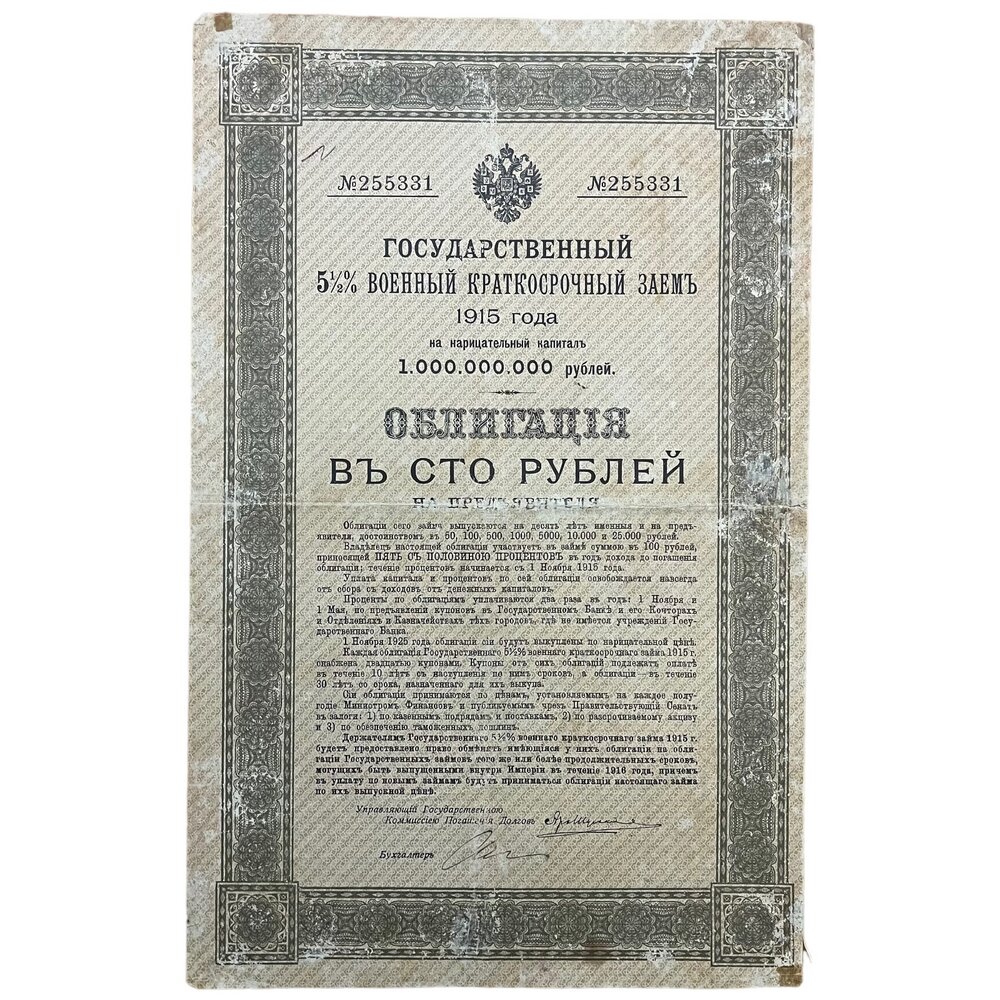 №255331 №255331
ГОСУДАРСТВЕННЫЙ
5½% ВОЕННЫЙ КРАТКОСРОЧНЫЙ ЗАЕМЪ
1915 года
на нарицательный капиталъ
1.000.000.000 рублей.
ОБЛИГАЦІЯ
ВЪ СТО РУБЛЕЙ
НА ПРЕДЪЯВИТЕЛЯ
Облигаціи сего займа выпускаются на десять лѣтъ именныя и на предъ-
явителя, достоинствомъ въ 50, 100, 500, 1000, 5000, 10.000 и 25.000 рублей.
Владѣлецъ настоящей облигаціи участвуетъ въ займѣ суммою въ 100 рублей,
приносящей ПЯТЬ СЪ ПОЛОВИНОЮ ПРОЦЕНТОВЪ въ годъ дохода до погашенія
облигаціи; теченіе процентовъ начинается съ 1 Ноября 1915 года.
Уплата капитала и процентовъ по сей облигаціи освобождается навсегда
отъ сбора съ доходовъ отъ денежныхъ капиталовъ.
Проценты по облигаціямъ уплачиваются два раза въ годъ: 1 Ноября и
1 Мая, по предъявленіи купоновъ въ Государственномъ Банкѣ и его Конторахъ
и Отдѣленіяхъ и Казначействахъ тѣхъ городовъ, гдѣ не имѣется учрежденій Госу-
дарственнаго Банка.
1 Ноября 1925 года облигаціи сіи будутъ выкуплены по нарицательной цѣнѣ.
Каждая облигація Государственнаго 5½% военнаго краткосрочнаго займа 1915 г.
снабжена двадцатью купонами. Купоны отъ сихъ облигацій подлежатъ оплатѣ
въ теченіе 10 лѣтъ съ наступленія по нимъ сроковъ, а облигаціи—въ теченіе
30 лѣтъ со срока, назначеннаго для ихъ выкупа.
Сіи облигаціи принимаются по цѣнамъ, установляемымъ на каждое полу-
годіе Министромъ Финансовъ и публикуемымъ чрезъ Правительствующій Сенатъ
въ залоги: 1) по казеннымъ подрядамъ и поставкамъ, 2) по разсрочиваемому акцизу
и 3) по обезпеченію таможенныхъ пошлинъ.
Держателямъ Государственнаго 5½% военнаго краткосрочнаго займа 1915 г.
будетъ предоставлено право обмѣнять имѣющіяся у нихъ облигаціи на обли-
гаціи Государственныхъ займовъ того же или болѣе продолжительныхъ сроковъ,
могущихъ быть выпущенными внутри Имперіи въ теченіе 1916 года, причемъ
въ уплату по новымъ займамъ будутъ приниматься облигаціи настоящаго займа
по ихъ выпускной цѣнѣ.
Управляющій Государственною
Коммиссіею Погашенія Долговъ
Бухгалтеръ